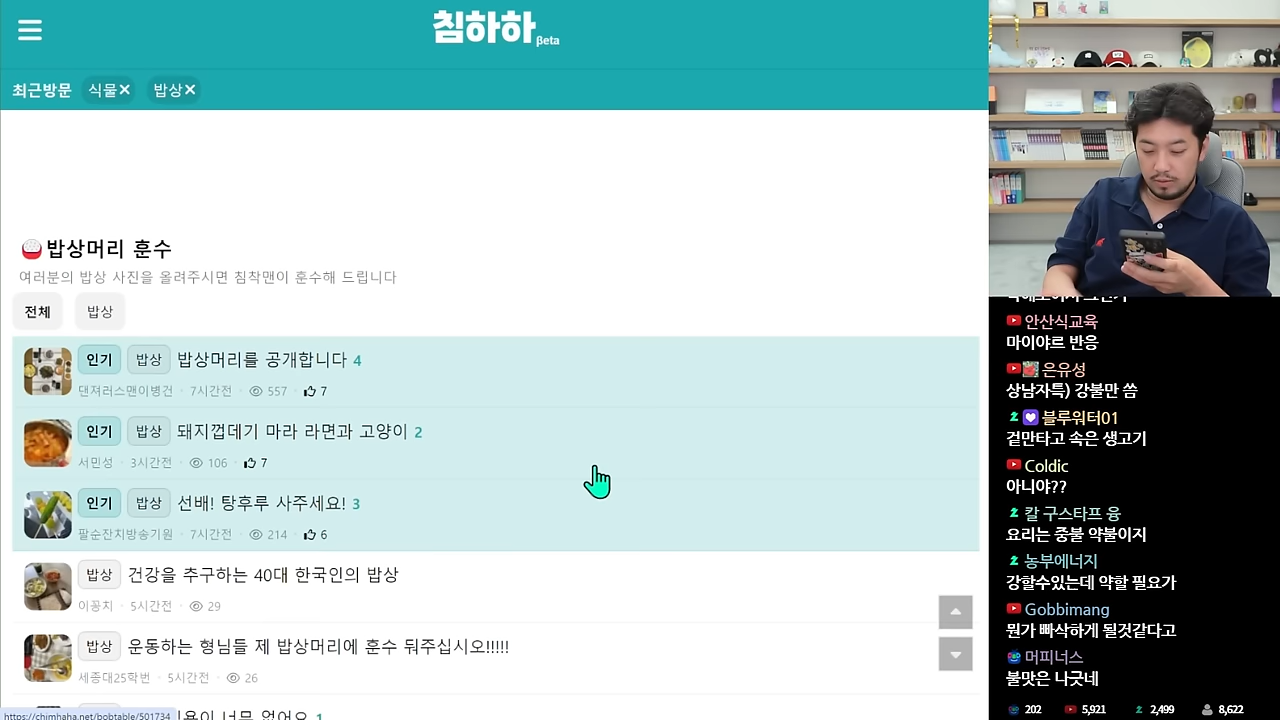 침하하 βeta
최근방문 식물✕ 밥상✕
밥상머리 훈수
여러분의 밥상 사진을 올려주시면 침착맨이 훈수해 드립니다
전체 밥상
인기 밥상 밥상머리를 공개합니다 4
댄져러스맨이병건 · 7시간전 · 557 · 7
인기 밥상 돼지껍데기 마라 라면과 고양이 2
서민성 · 3시간전 · 106 · 7
인기 밥상 선배! 탕후루 사주세요! 3
팔순잔치방송기원 · 7시간전 · 214 · 6
밥상 건강을 추구하는 40대 한국인의 밥상
이꽁치 · 5시간전 · 29
밥상 운동하는 형님들 제 밥상머리에 훈수 둬주십시오!!!!!
세종대25학번 · 5시간전 · 26
너무 없어요 1
https://chimhaha.net/bobtable/501734
안산식교육
마이야르 반응
은유성
상남자특) 강불만 씀
블루워터01
겉만타고 속은 생고기
Coldic
아니야??
칼 구스타프 융
요리는 중불 약불이지
농부에너지
강할수있는데 약할 필요가
Gobbimang
뭔가 빠삭하게 될것같다고
머피너스
불맛은 나긋네
202 5,921 2,499 8,622